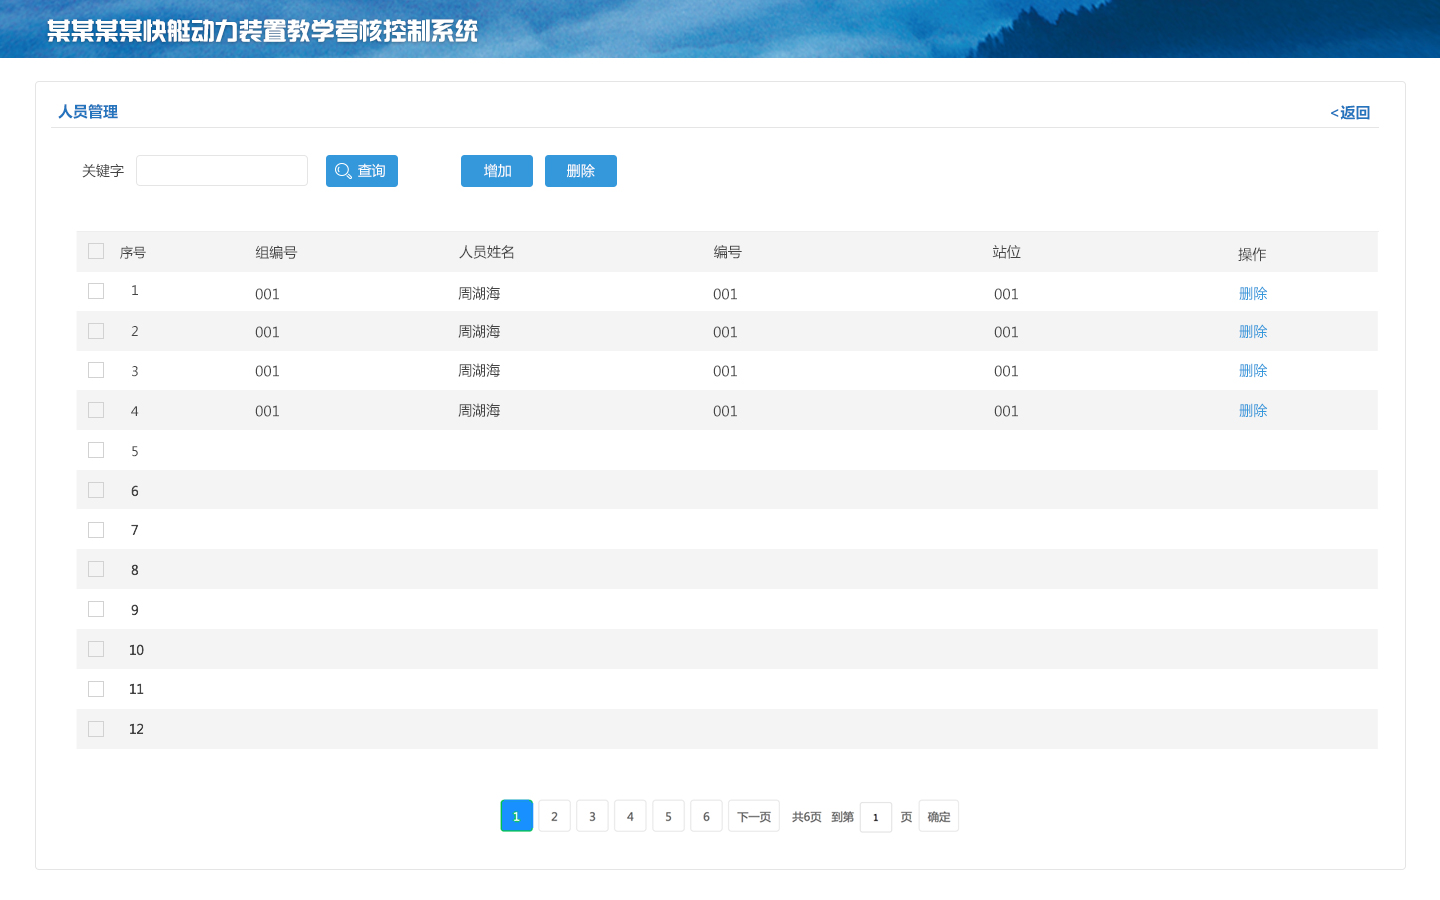 某某某某快艇动力装置教学考核控制系统
人员管理 <返回
关键字 查询 增加 删除
序号 组编号 人员姓名 编号 站位 操作
1 001 周湖海 001 001 删除
2 001 周湖海 001 001 删除
3 001 周湖海 001 001 删除
4 001 周湖海 001 001 删除
5
6
7
8
9
10
11
12
1 2 3 4 5 6 下一页 共6页 到第 1 页 确定